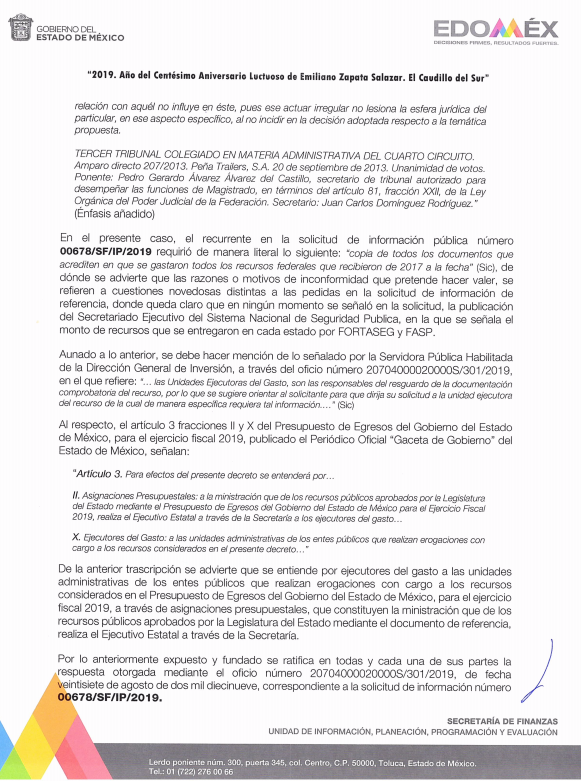 GOBIERNO DEL
ESTADO DE MÉXICO
EDOMÉX
DECISIONES FIRMES, RESULTADOS FUERTES.
"2019. Año del Centésimo Aniversario Luctuoso de Emiliano Zapata Salazar. El Caudillo del Sur"
relación con aquél no influye en éste, pues ese actuar irregular no lesiona la esfera jurídica del
particular, en ese aspecto específico, al no incidir en la decisión adoptada respecto a la temática
propuesta.
TERCER TRIBUNAL COLEGIADO EN MATERIA ADMINISTRATIVA DEL CUARTO CIRCUITO.
Amparo directo 207/2013. Peña Trailers, S.A. 20 de septiembre de 2013. Unanimidad de votos.
Ponente: Pedro Gerardo Álvarez Álvarez del Castillo, secretario de tribunal autorizado para
desempeñar las funciones de Magistrado, en términos del artículo 81, fracción XXII, de la Ley
Orgánica del Poder Judicial de la Federación. Secretario: Juan Carlos Domínguez Rodríguez."
(Énfasis añadido)
En el presente caso, el recurrente en la solicitud de información pública número
00678/SF/IP/2019 requirió de manera literal lo siguiente: "copia de todos los documentos que
acrediten en que se gastaron todos los recursos federales que recibieron de 2017 a la fecha" (Sic), de
dónde se advierte que las razones o motivos de inconformidad que pretende hacer valer, se
refieren a cuestiones novedosas distintas a las pedidas en la solicitud de información de
referencia, donde queda claro que en ningún momento se señaló en la solicitud, la publicación
del Secretariado Ejecutivo del Sistema Nacional de Seguridad Publica, en la que se señala el
monto de recursos que se entregaron en cada estado por FORTASEG y FASP.
Aunado a lo anterior, se debe hacer mención de lo señalado por la Servidora Pública Habilitada
de la Dirección General de Inversión, a través del oficio número 20704000020000S/301/2019,
en el que refiere: "... las Unidades Ejecutoras del Gasto, son las responsables del resguardo de la documentación
comprobatoria del recurso, por lo que se sugiere orientar al solicitante para que dirija su solicitud a la unidad ejecutora
del recurso de la cual de manera específica requiera tal información...." (Sic)
Al respecto, el artículo 3 fracciones II y X del Presupuesto de Egresos del Gobierno del Estado
de México, para el ejercicio fiscal 2019, publicado el Periódico Oficial "Gaceta de Gobierno" del
Estado de México, señalan:
"Artículo 3. Para efectos del presente decreto se entenderá por...
II. Asignaciones Presupuestales: a la ministración que de los recursos públicos aprobados por la Legislatura
del Estado mediante el Presupuesto de Egresos del Gobierno del Estado de México para el Ejercicio Fiscal
2019, realiza el Ejecutivo Estatal a través de la Secretaría a los ejecutores del gasto...
X. Ejecutores del Gasto: a las unidades administrativas de los entes públicos que realizan erogaciones con
cargo a los recursos considerados en el presente decreto..."
De la anterior trascripción se advierte que se entiende por ejecutores del gasto a las unidades
administrativas de los entes públicos que realizan erogaciones con cargo a los recursos
considerados en el Presupuesto de Egresos del Gobierno del Estado de México, para el ejercicio
fiscal 2019, a través de asignaciones presupuestales, que constituyen la ministración que de los
recursos públicos aprobados por la Legislatura del Estado mediante el documento de referencia,
realiza el Ejecutivo Estatal a través de la Secretaría.
Por lo anteriormente expuesto y fundado se ratifica en todas y cada una de sus partes la
respuesta otorgada mediante el oficio número 20704000020000S/301/2019, de fecha
veintisiete de agosto de dos mil diecinueve, correspondiente a la solicitud de información número
00678/SF/IP/2019.
SECRETARÍA DE FINANZAS
UNIDAD DE INFORMACIÓN, PLANEACIÓN, PROGRAMACIÓN Y EVALUACIÓN
Lerdo poniente núm. 300, puerta 345, col. Centro, C.P. 50000, Toluca, Estado de México.
Tel.: 01 (722) 276 00 66